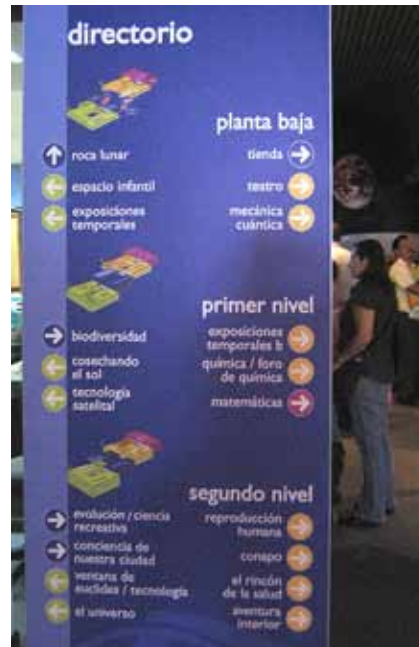 directorio
planta baja
roca lunar
espacio infantil
exposiciones
temporales
tienda
teatro
mecánica
cuántica
primer nivel
biodiversidad
cosechando
el sol
tecnología
satelital
exposiciones
temporales b
química / foro
de química
matemáticas
segundo nivel
evolución / ciencia
recreativa
conciencia de
nuestra ciudad
ventana de
euclides / tecnología
el universo
reproducción
humana
conapo
el rincón
de la salud
aventura
interior